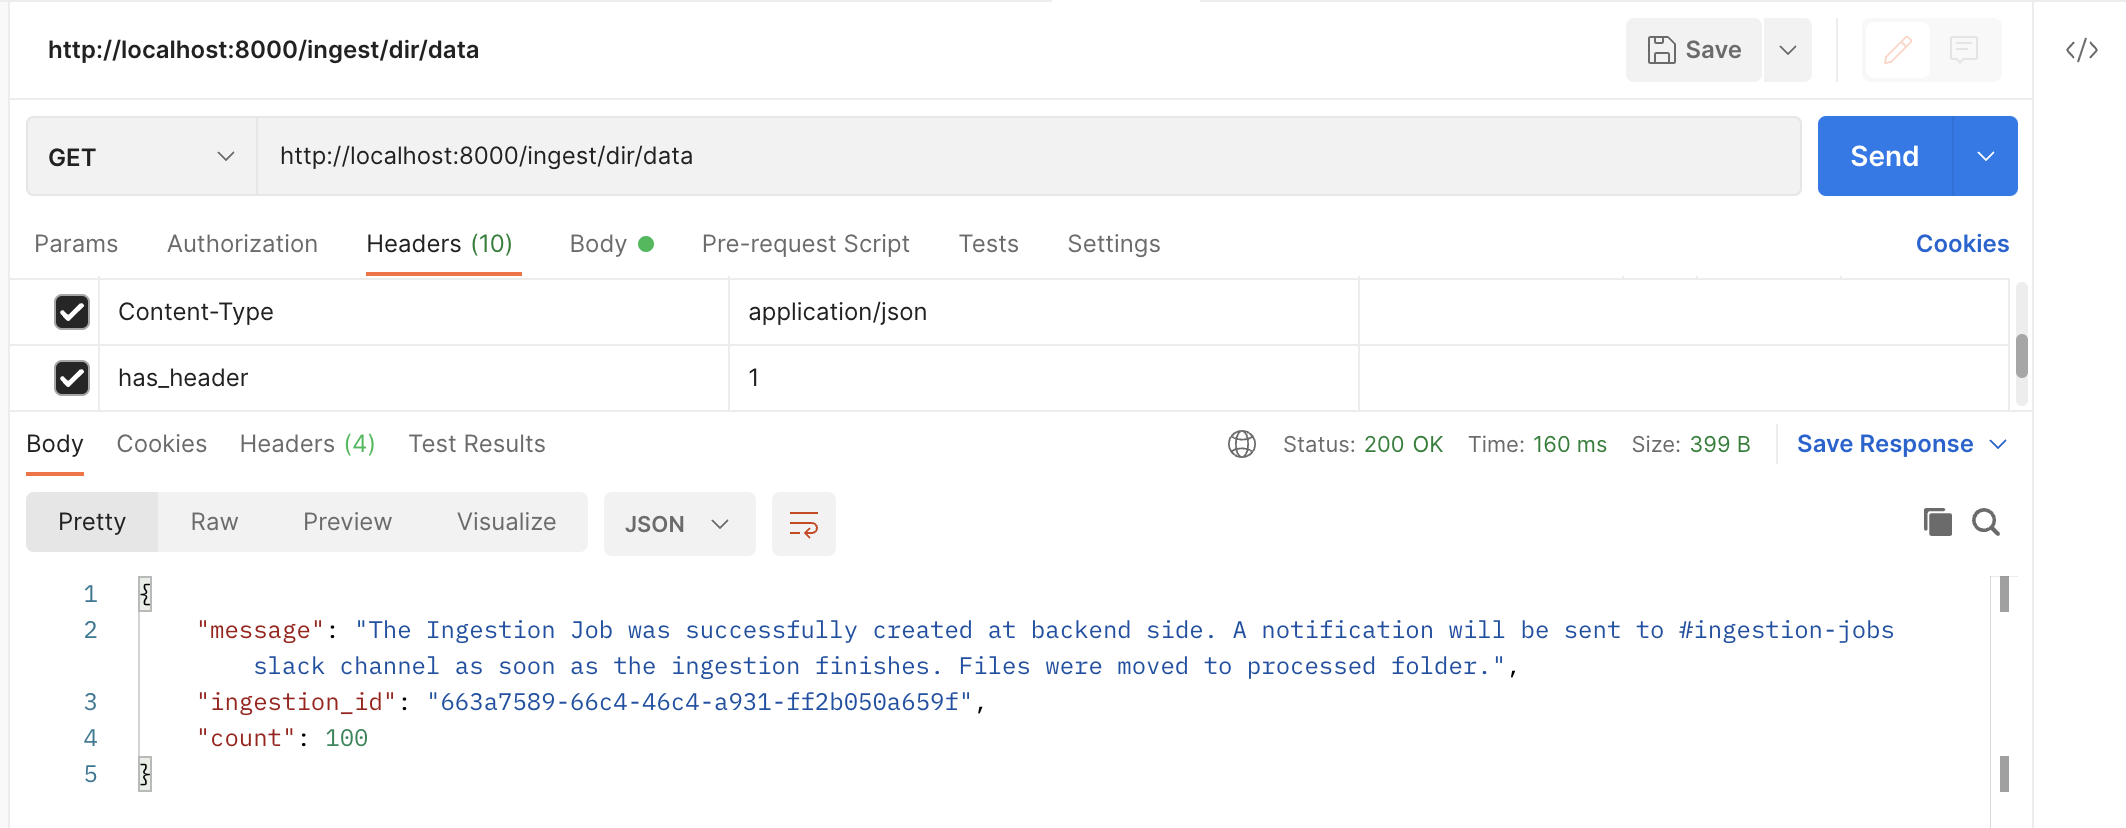 http://localhost:8000/ingest/dir/data
Save
GET
http://localhost:8000/ingest/dir/data
Send
Params Authorization Headers (10) Body Pre-request Script Tests Settings Cookies
Content-Type application/json
has_header 1
Body Cookies Headers (4) Test Results Status: 200 OK Time: 160 ms Size: 399 B Save Response
Pretty Raw Preview Visualize JSON
1 {
2 "message": "The Ingestion Job was successfully created at backend side. A notification will be sent to #ingestion-jobs
slack channel as soon as the ingestion finishes. Files were moved to processed folder.",
3 "ingestion_id": "663a7589-66c4-46c4-a931-ff2b050a659f",
4 "count": 100
5 }